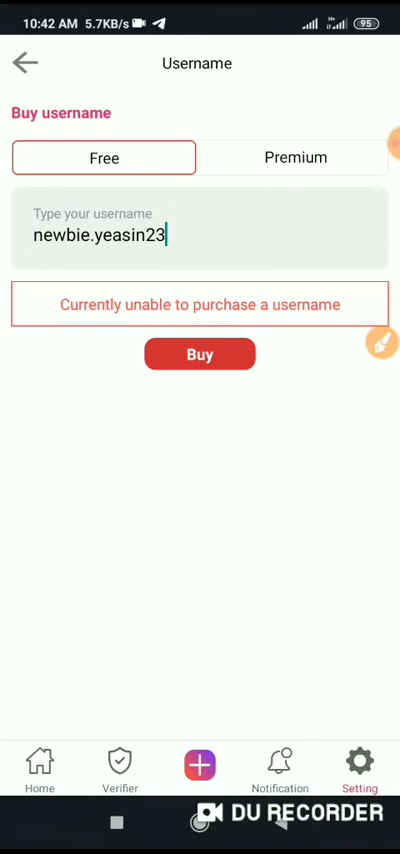 10:42 AM 5.7KB/s 95
Username
Buy username
Free Premium
Type your username
newbie.yeasin23
Currently unable to purchase a username
Buy
Home Verifier Notification Setting
DU RECORDER